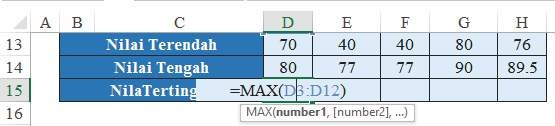 A B C D E F G H
13 Nilai Terendah 70 40 40 80 76
14 Nilai Tengah 80 77 77 90 89.5
15 NilaTerting =MAX(D3:D12)
16 MAX(number1, [number2], ...)